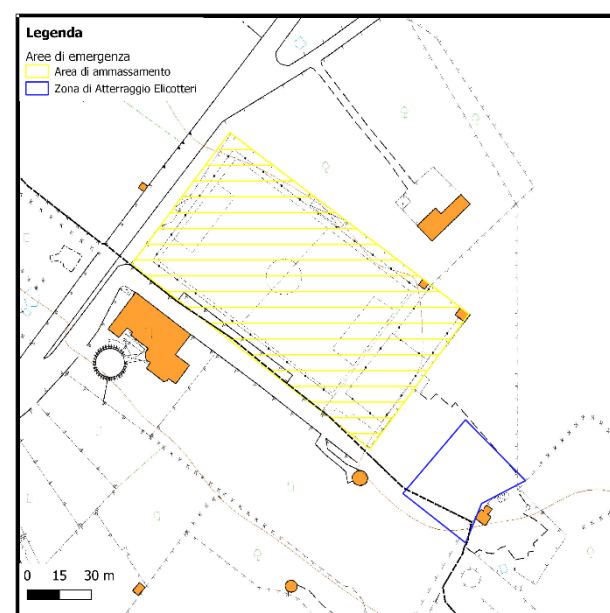 Legenda
Aree di emergenza
Area di ammassamento
Zona di Atterraggio Elicotteri
0 15 30 m